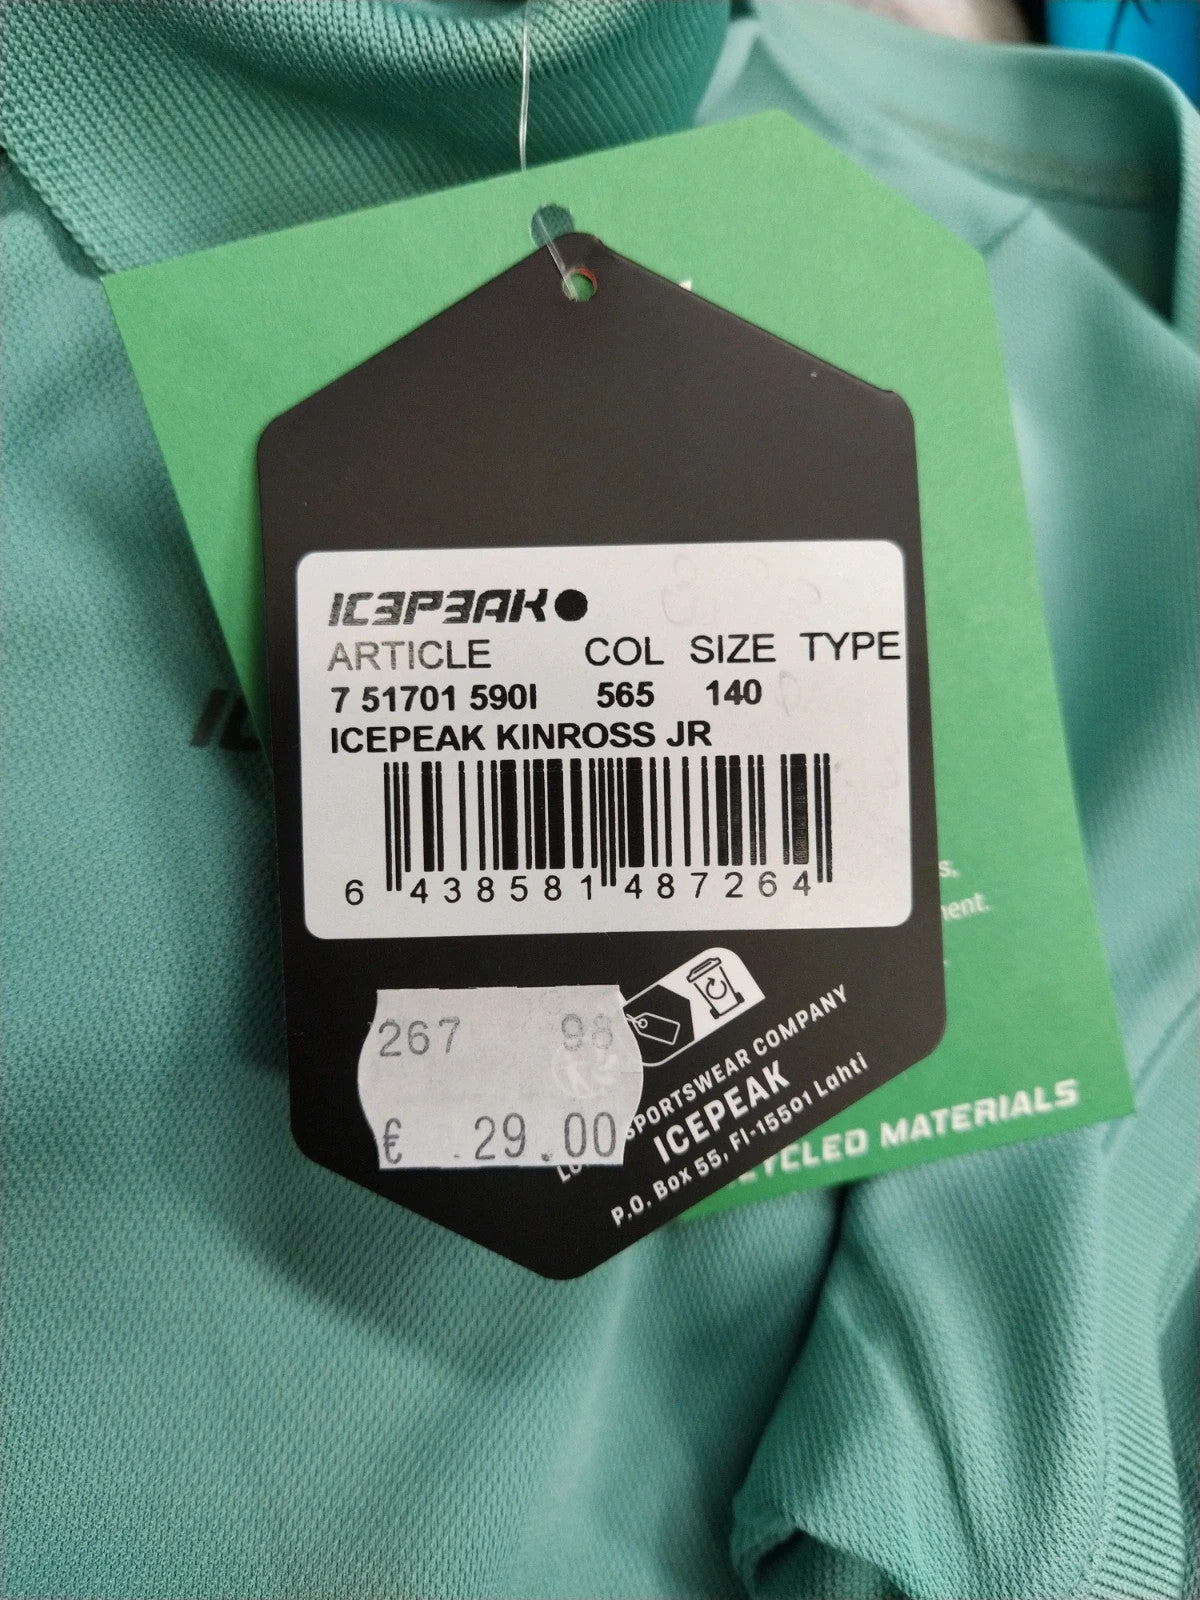 ICEPEAK
ARTICLE COL SIZE TYPE
7 51701 590I 565 140
ICEPEAK KINROSS JR
6 438581 487264
267 98
€ 29.00
SPORTSWEAR COMPANY
ICEPEAK
P.O. Box 55, FI-15501 Lahti
MATERIALS